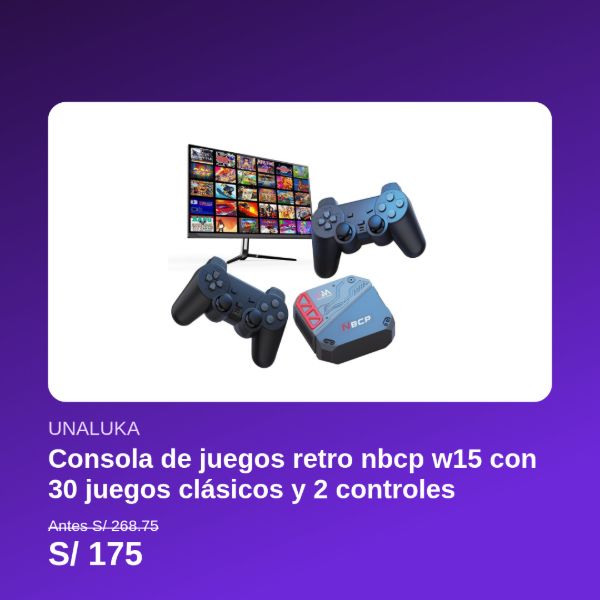 NBCP
UNALUKA
Consola de juegos retro nbcp w15 con
30 juegos clásicos y 2 controles
Antes S/ 268.75
S/ 175